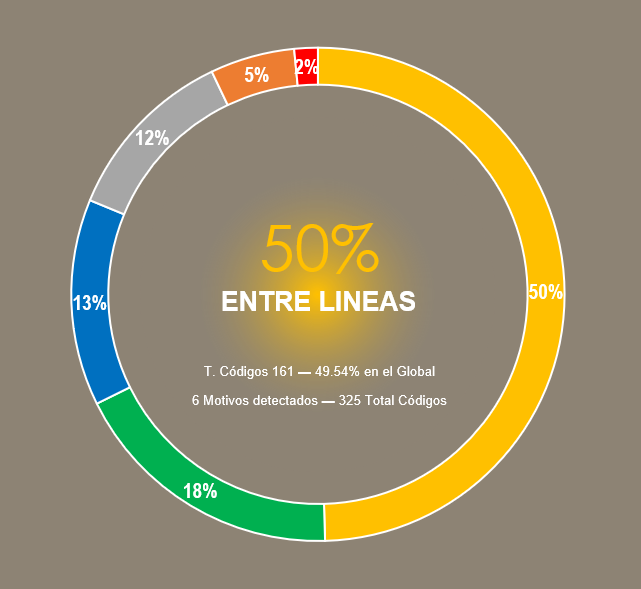 2%
5%
12%
50%
ENTRE LINEAS
50%
13%
T. Códigos 161 — 49.54% en el Global
6 Motivos detectados — 325 Total Códigos
18%